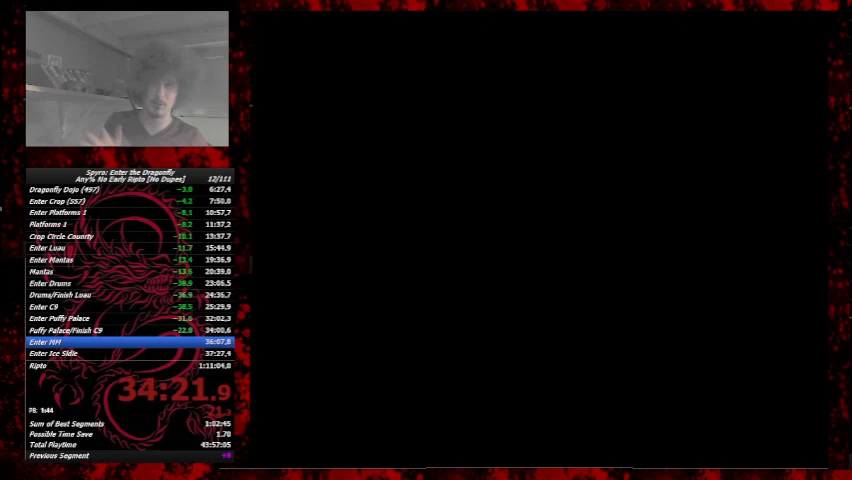 Spyro: Enter the Dragonfly
Any% No Early Ripto [No Dupes] 12/111
Dragonfly Dojo (497) -3.0 6:27.4
Enter Crop (557) -4.2 7:50.0
Enter Platforms 1 -8.1 10:57.7
Platforms 1 -8.2 11:37.2
Crop Circle Country -10.1 13:37.7
Enter Luau -11.7 15:44.9
Enter Mantas -13.4 19:36.9
Mantas -13.6 20:39.0
Enter Drums -38.9 23:06.5
Drums/Finish Luau -36.9 24:36.7
Enter C9 -38.5 25:29.9
Enter Puffy Palace -31.6 32:02.3
Puffy Palace/Finish C9 -22.8 34:00.6
Enter MM 36:07.8
Enter Ice Sidle 37:27.4
Ripto 1:11:04.0
34:21.9
PB: 1:44
Sum of Best Segments 1:02:45
Possible Time Save 1.70
Total Playtime 43:57:05
Previous Segment